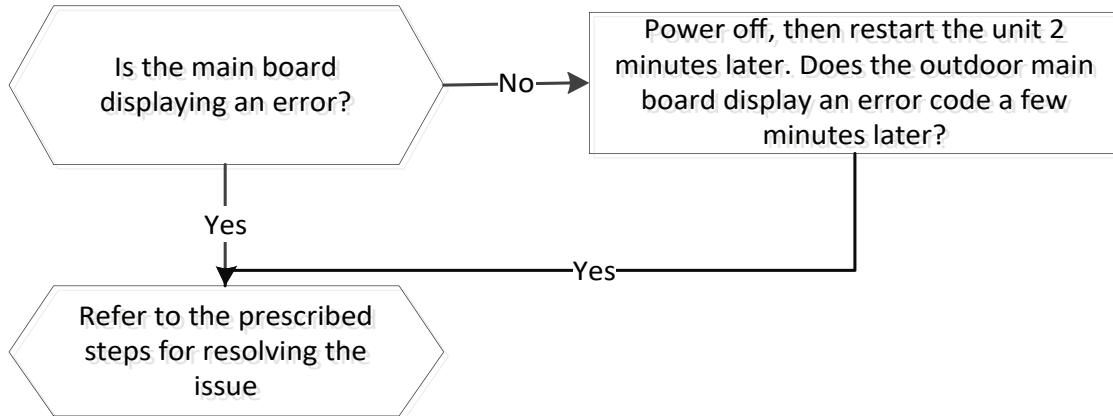 Is the main board
displaying an error?
No
Power off, then restart the unit 2
minutes later. Does the outdoor main
board display an error code a few
minutes later?
Yes
Yes
Refer to the prescribed
steps for resolving the
issue